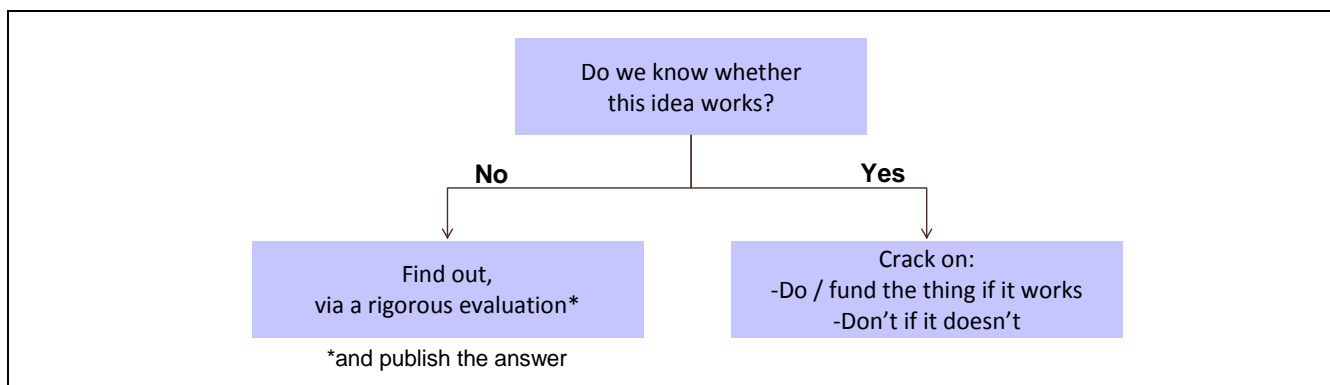 Do we know whether
this idea works?
No
Yes
Find out,
via a rigorous evaluation*
Crack on:
-Do / fund the thing if it works
-Don’t if it doesn’t
*and publish the answer